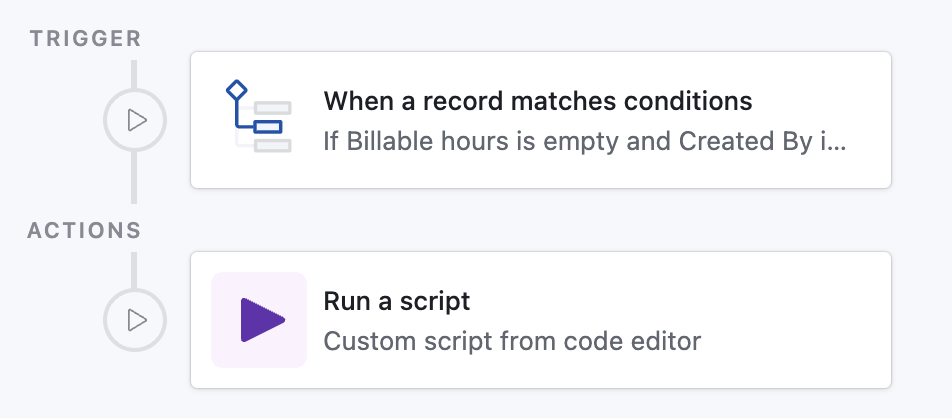 TRIGGER
When a record matches conditions
If Billable hours is empty and Created By i...
ACTIONS
Run a script
Custom script from code editor